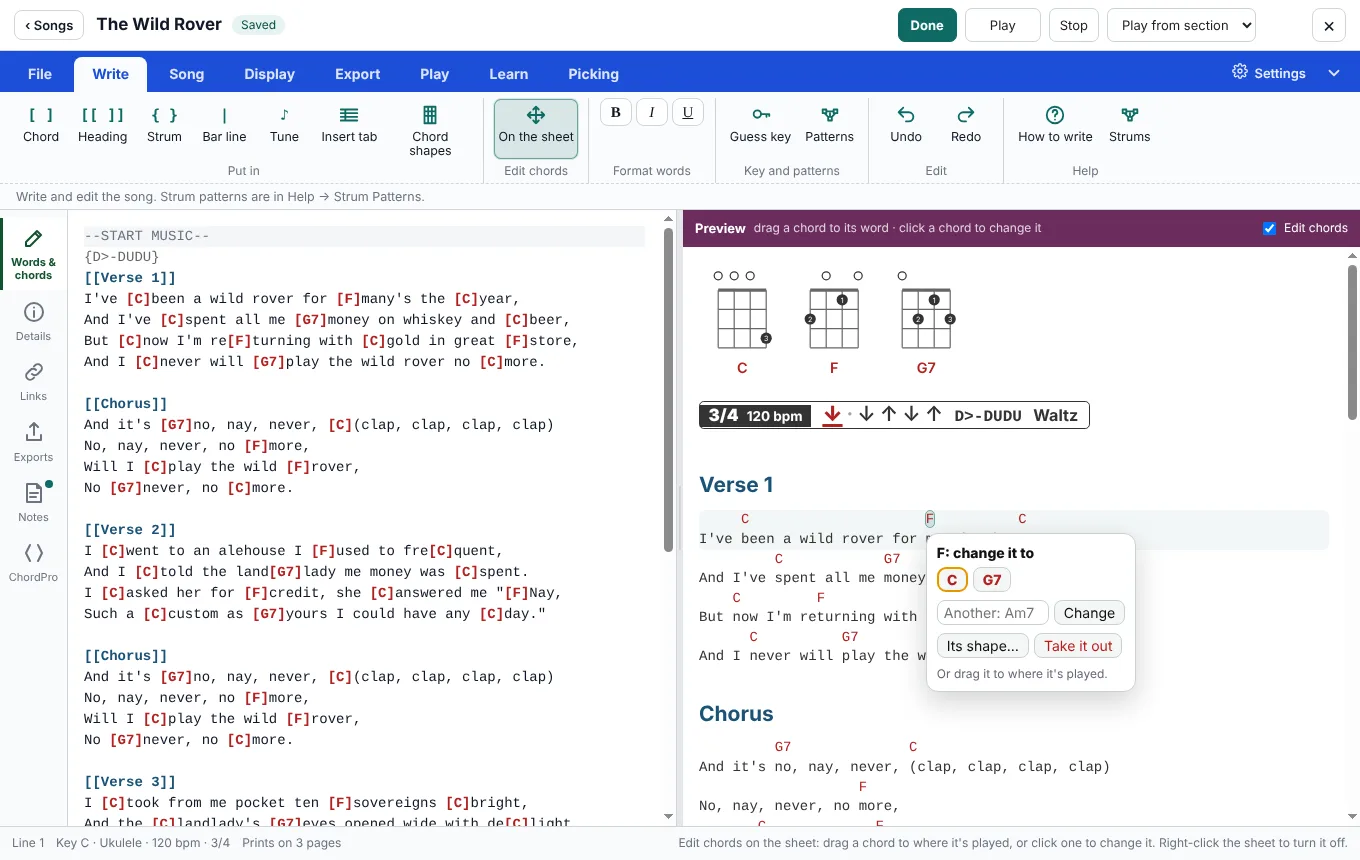 ‹ Songs
The Wild Rover
Saved
Done
Play
Stop
Play from section
File
Write
Song
Display
Export
Play
Learn
Picking
Settings
[ ]
Chord
[[ ]]
Heading
{ }
Strum
|
Bar line
♪
Tune
Insert tab
Chord shapes
Put in
On the sheet
Edit chords
B
I
U
Format words
Guess key
Patterns
Key and patterns
Undo
Redo
Edit
How to write
Strums
Help
Write and edit the song. Strum patterns are in Help → Strum Patterns.
Words & chords
Details
Links
Exports
Notes
ChordPro
--START MUSIC--
{D>-DUDU}
[[Verse 1]]
I've [C]been a wild rover for [F]many's the [C]year,
And I've [C]spent all me [G7]money on whiskey and [C]beer,
But [C]now I'm re[F]turning with [C]gold in great [F]store,
And I [C]never will [G7]play the wild rover no [C]more.
[[Chorus]]
And it's [G7]no, nay, never, [C](clap, clap, clap, clap)
No, nay, never, no [F]more,
Will I [C]play the wild [F]rover,
No [G7]never, no [C]more.
[[Verse 2]]
I [C]went to an alehouse I [F]used to fre[C]quent,
And I [C]told the land[G7]lady me money was [C]spent.
I [C]asked her for [F]credit, she [C]answered me "[F]Nay,
Such a [C]custom as [G7]yours I could have any [C]day."
[[Chorus]]
And it's [G7]no, nay, never, [C](clap, clap, clap, clap)
No, nay, never, no [F]more,
Will I [C]play the wild [F]rover,
No [G7]never, no [C]more.
[[Verse 3]]
I [C]took from me pocket ten [F]sovereigns [C]bright,
And the [C]landlady's [G7]eyes opened wide with de[C]light
Preview drag a chord to its word · click a chord to change it
Edit chords
3
1
2
1
2
3
C F G7
3/4 120 bpm D>-DUDU Waltz
Verse 1
C F C
I've been a wild rover for
C G7
And I've spent all me money
C F
But now I'm returning with
C G7
And I never will play the w
F: change it to
C G7
Another: Am7
Change
Its shape...
Take it out
Or drag it to where it's played.
Chorus
G7 C
And it's no, nay, never, (clap, clap, clap, clap)
F
No, nay, never, no more,
C F
Line 1 Key C · Ukulele · 120 bpm · 3/4 Prints on 3 pages
Edit chords on the sheet: drag a chord to where it's played, or click one to change it. Right-click the sheet to turn it off.